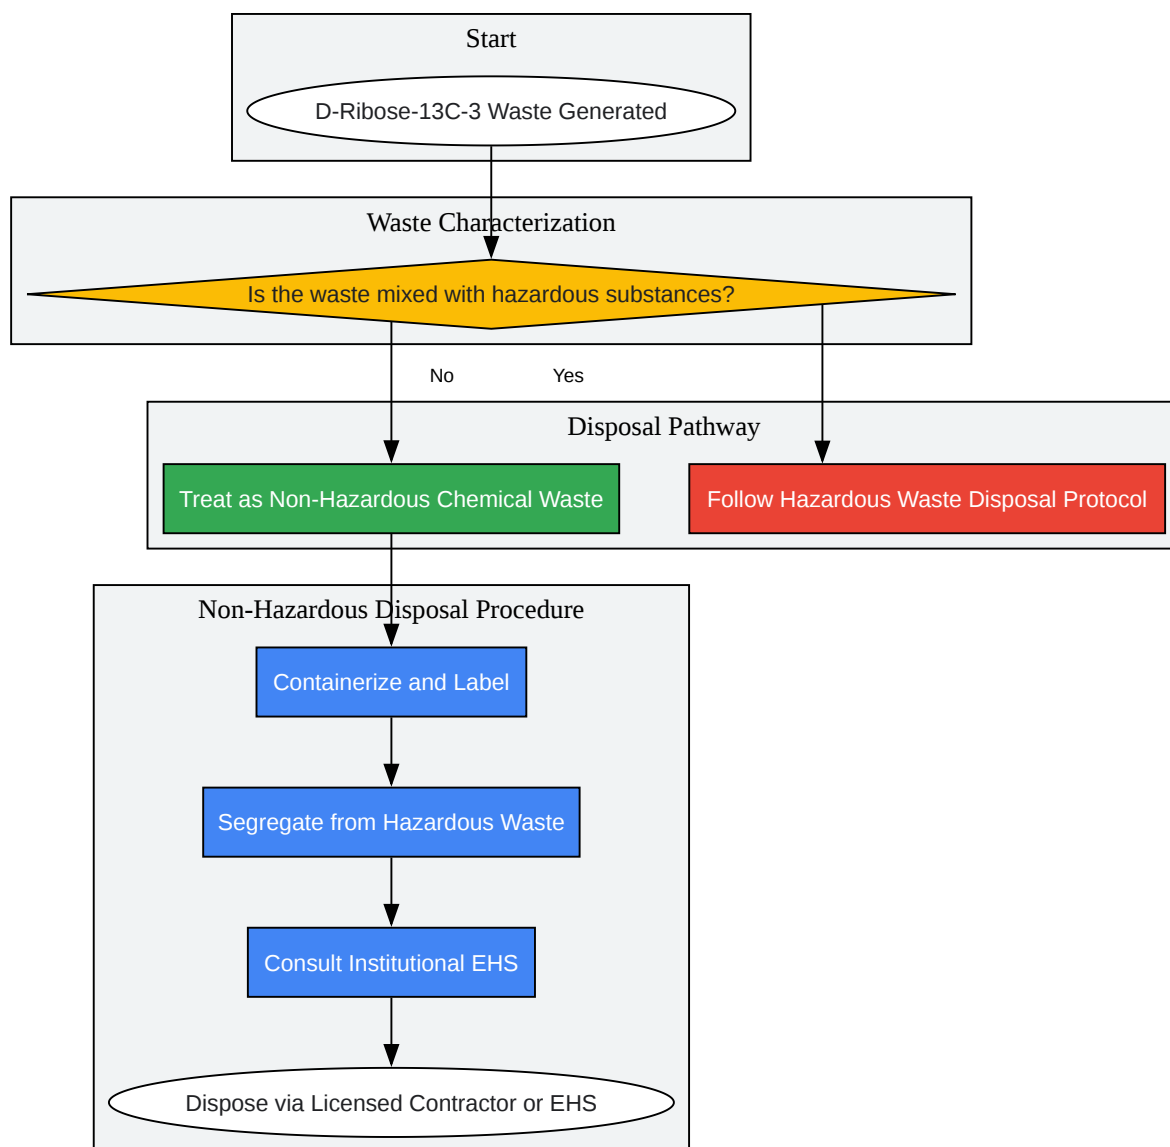 Start
D-Ribose-13C-3 Waste Generated
Waste Characterization
Is the waste mixed with hazardous substances?
No
Yes
Disposal Pathway
Treat as Non-Hazardous Chemical Waste
Follow Hazardous Waste Disposal Protocol
Non-Hazardous Disposal Procedure
Containerize and Label
Segregate from Hazardous Waste
Consult Institutional EHS
Dispose via Licensed Contractor or EHS